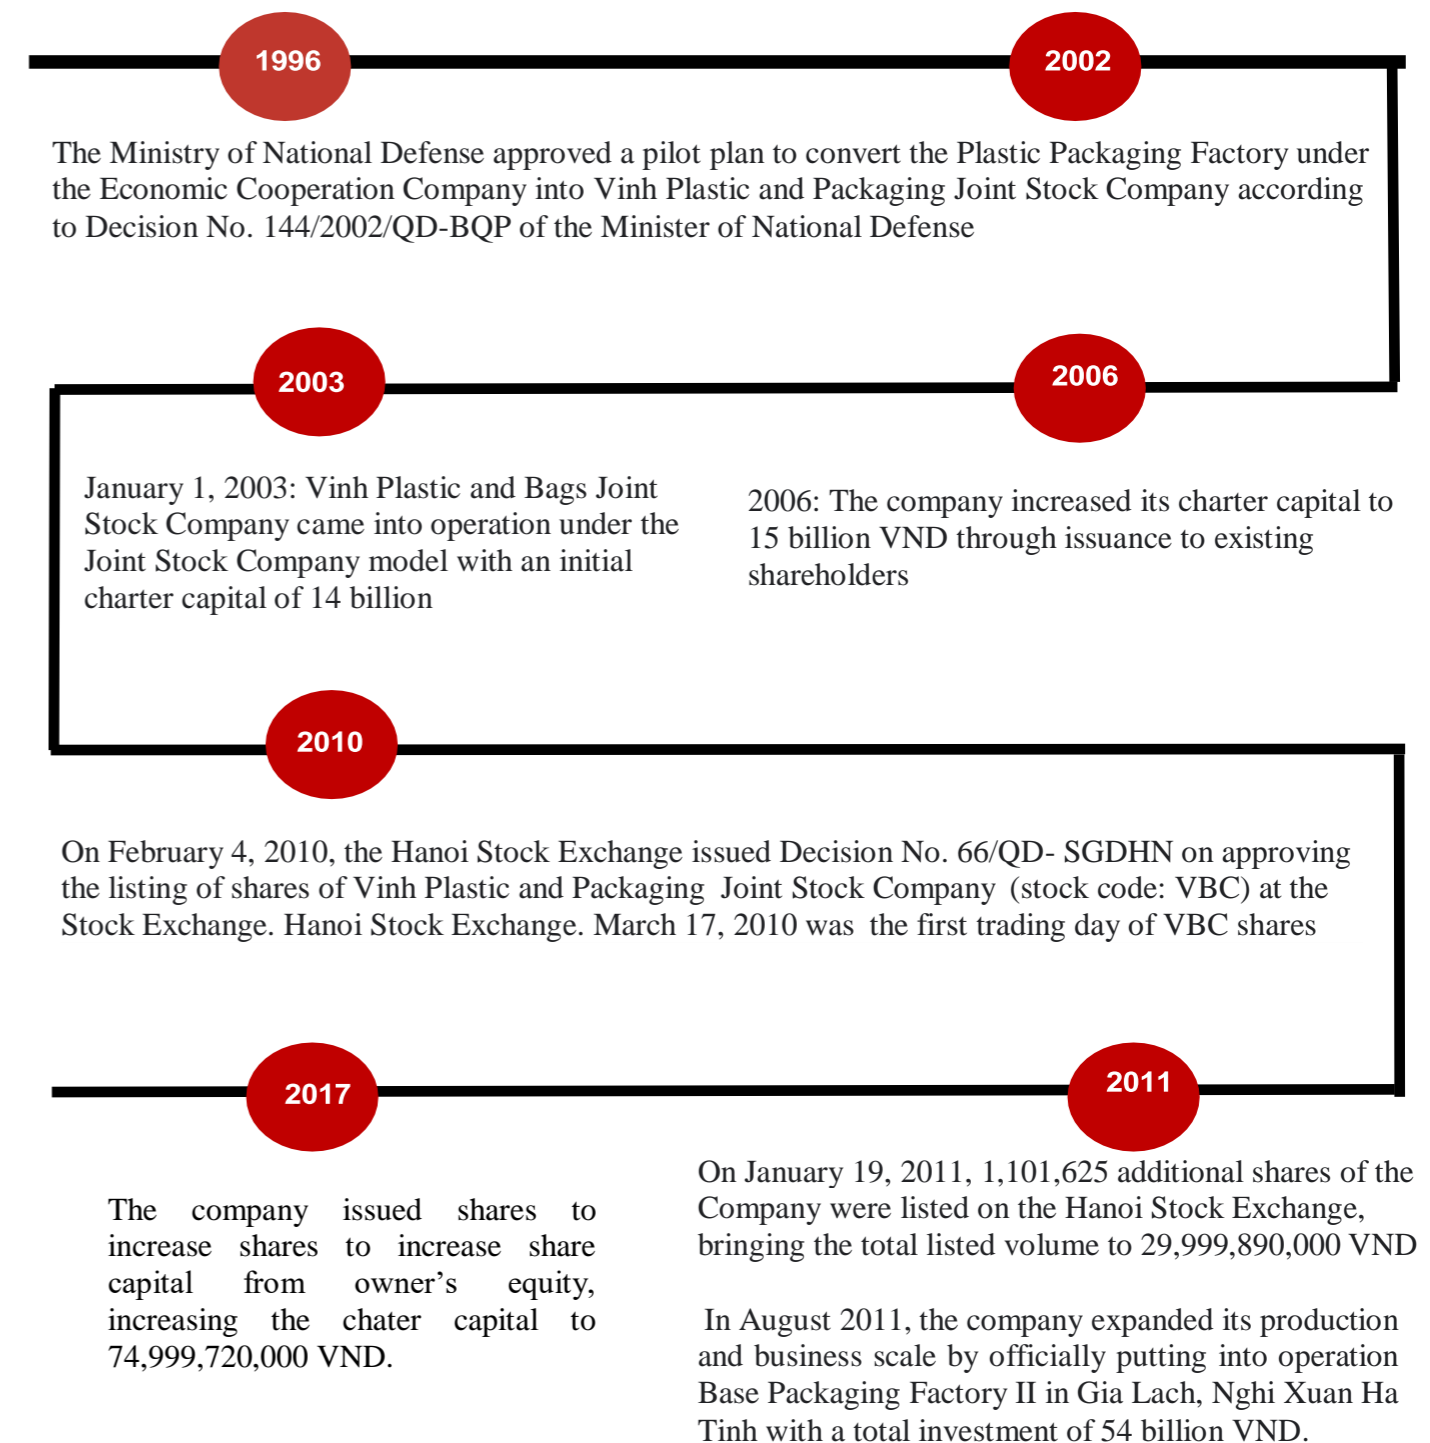 1996
2002
The Ministry of National Defense approved a pilot plan to convert the Plastic Packaging Factory under
the Economic Cooperation Company into Vinh Plastic and Packaging Joint Stock Company according
to Decision No. 144/2002/QD-BQP of the Minister of National Defense
2003
2006
January 1, 2003: Vinh Plastic and Bags Joint
Stock Company came into operation under the
Joint Stock Company model with an initial
charter capital of 14 billion
2006: The company increased its charter capital to
15 billion VND through issuance to existing
shareholders
2010
On February 4, 2010, the Hanoi Stock Exchange issued Decision No. 66/QD- SGDHN on approving
the listing of shares of Vinh Plastic and Packaging Joint Stock Company (stock code: VBC) at the
Stock Exchange. Hanoi Stock Exchange. March 17, 2010 was the first trading day of VBC shares
2017
2011
The company issued shares to
increase shares to increase share
capital from owner’s equity,
increasing the chater capital to
74,999,720,000 VND.
On January 19, 2011, 1,101,625 additional shares of the
Company were listed on the Hanoi Stock Exchange,
bringing the total listed volume to 29,999,890,000 VND
In August 2011, the company expanded its production
and business scale by officially putting into operation
Base Packaging Factory II in Gia Lach, Nghi Xuan Ha
Tinh with a total investment of 54 billion VND.